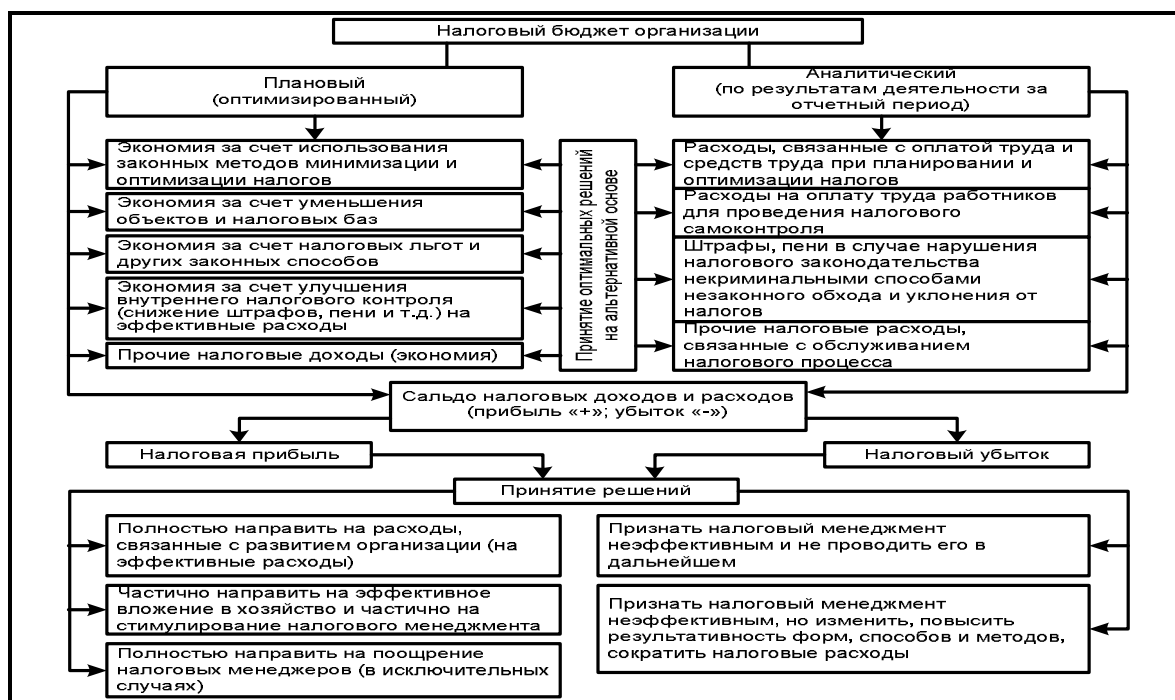 Налоговый бюджет организации
Плановый
(оптимизированный)
Аналитический
(по результатам деятельности за
отчетный период)
Экономия за счет использования
законных методов минимизации и
оптимизации налогов
Экономия за счет уменьшения
объектов и налоговых баз
Экономия за счет налоговых льгот и
других законных способов
Экономия за счет улучшения
внутреннего налогового контроля
(снижение штрафов, пени и т.д.) на
эффективные расходы
Прочие налоговые доходы (экономия)
Принятие оптимальных решений
на альтернативной основе
Расходы, связанные с оплатой труда и
средств труда при планировании и
оптимизации налогов
Расходы на оплату труда работников
для проведения налогового
самоконтроля
Штрафы, пени в случае нарушения
налогового законодательства
некриминальными способами
незаконного обхода и уклонения от
налогов
Прочие налоговые расходы,
связанные с обслуживанием
налогового процесса
Сальдо налоговых доходов и расходов
(прибыль «+»; убыток «-»)
Налоговая прибыль
Налоговый убыток
Принятие решений
Полностью направить на расходы,
связанные с развитием организации (на
эффективные расходы)
Частично направить на эффективное
вложение в хозяйство и частично на
стимулирование налогового менеджмента
Полностью направить на поощрение
налоговых менеджеров (в исключительных
случаях)
Признать налоговый менеджмент
неэффективным и не проводить его в
дальнейшем
Признать налоговый менеджмент
неэффективным, но изменить, повысить
результативность форм, способов и методов,
сократить налоговые расходы